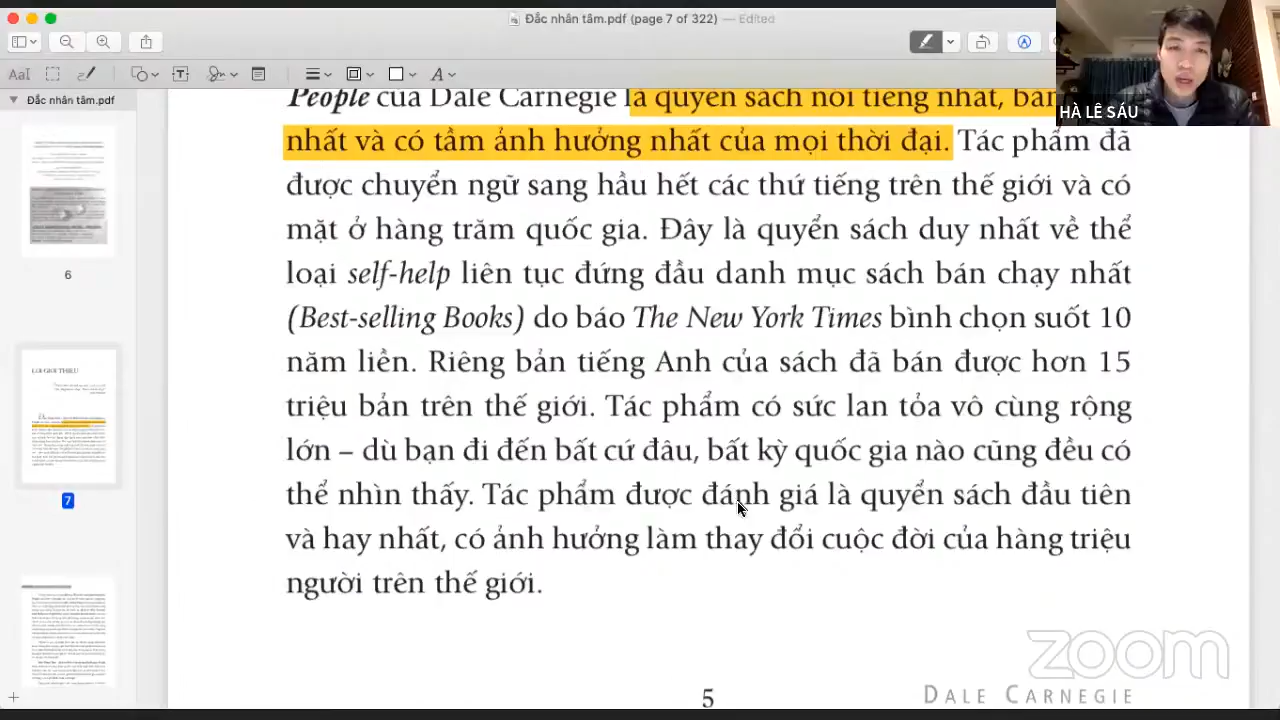 Đắc nhân tâm.pdf (page 7 of 322) — Edited
HÀ LÊ SÁU
Đắc nhân tâm.pdf
6
LỜI GIỚI THIỆU
7
People của Dale Carnegie là quyển sách nổi tiếng nhất, bán
nhất và có tầm ảnh hưởng nhất của mọi thời đại. Tác phẩm đã
được chuyển ngữ sang hầu hết các thứ tiếng trên thế giới và có
mặt ở hàng trăm quốc gia. Đây là quyển sách duy nhất về thể
loại self-help liên tục đứng đầu danh mục sách bán chạy nhất
(Best-selling Books) do báo The New York Times bình chọn suốt 10
năm liền. Riêng bản tiếng Anh của sách đã bán được hơn 15
triệu bản trên thế giới. Tác phẩm có sức lan tỏa vô cùng rộng
lớn – dù bạn đi đến bất cứ đâu, bất kỳ quốc gia nào cũng đều có
thể nhìn thấy. Tác phẩm được đánh giá là quyển sách đầu tiên
và hay nhất, có ảnh hưởng làm thay đổi cuộc đời của hàng triệu
người trên thế giới.
zoom
5
DALE CARNEGIE